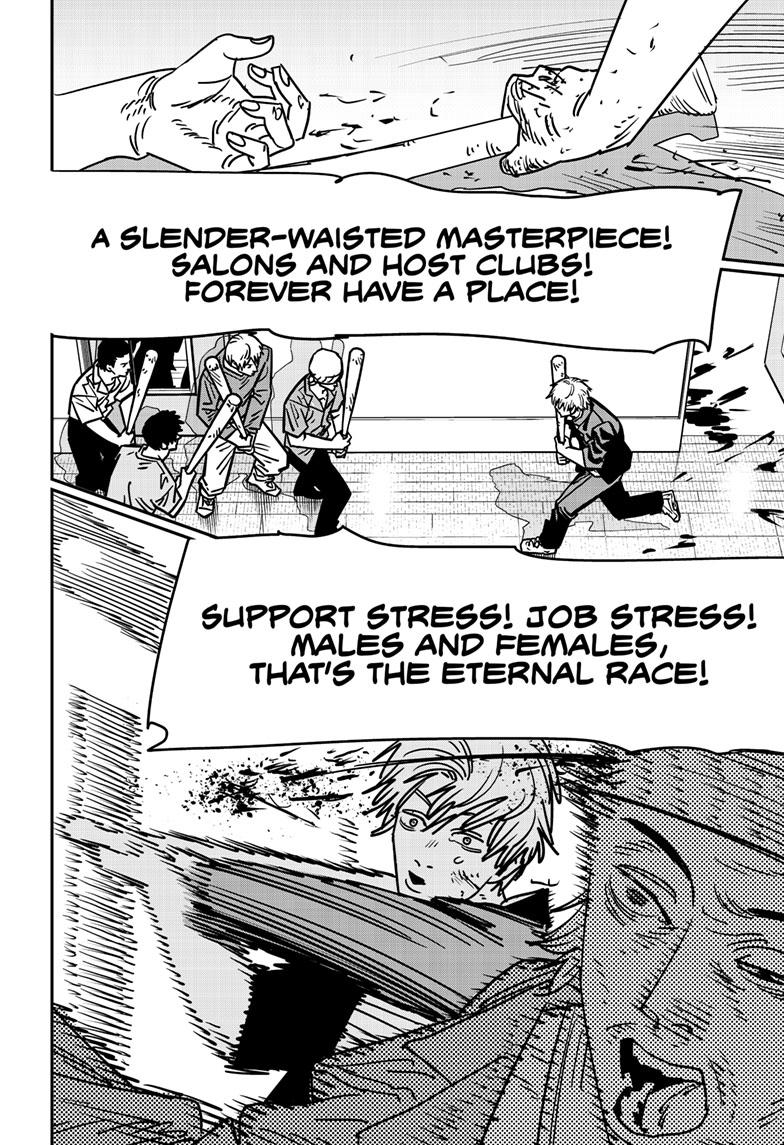 A SLENDER-WAISTED MASTERPIECE!
SALONS AND HOST CLUBS!
FOREVER HAVE A PLACE!
SUPPORT STRESS! JOB STRESS!
MALES AND FEMALES,
THAT'S THE ETERNAL RACE!